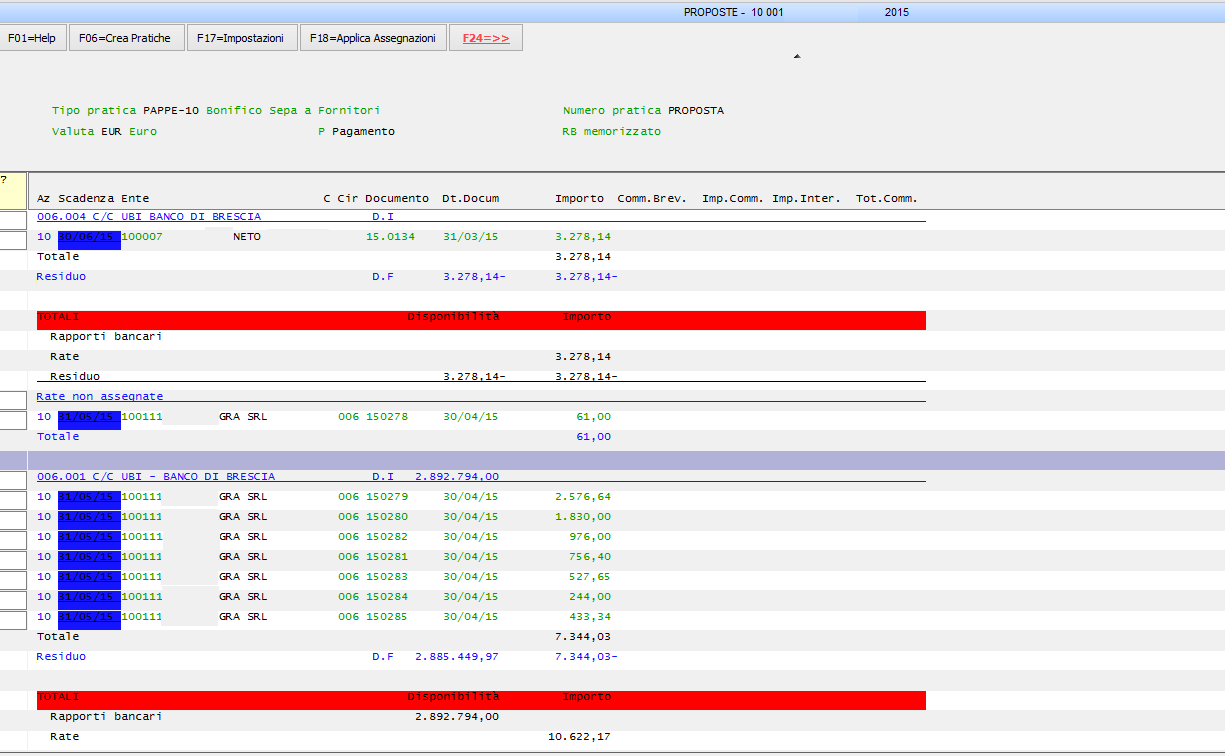 PROPOSTE - 10 001 2015
F01=Help F06=Crea Pratiche F17=Impostazioni F18=Applica Assegnazioni F24=>>
Tipo pratica PAPPE-10 Bonifico Sepa a Fornitori Numero pratica PROPOSTA
Valuta EUR Euro P Pagamento RB memorizzato
?
Az Scadenza Ente C Cir Documento Dt.Docum Importo Comm.Brev. Imp.Comm. Imp.Inter. Tot.Comm.
006.004 C/C UBI BANCO DI BRESCIA D.I
10 30/06/15 100007 NETO 15.0134 31/03/15 3.278,14
Totale 3.278,14
Residuo D.F 3.278,14- 3.278,14-
TOTALI Disponibilità Importo
Rapporti bancari
Rate 3.278,14
Residuo 3.278,14- 3.278,14-
Rate non assegnate
10 31/05/15 100111 GRA SRL 006 150278 30/04/15 61,00
Totale 61,00
006.001 C/C UBI - BANCO DI BRESCIA D.I 2.892.794,00
10 31/05/15 100111 GRA SRL 006 150279 30/04/15 2.576,64
10 31/05/15 100111 GRA SRL 006 150280 30/04/15 1.830,00
10 31/05/15 100111 GRA SRL 006 150282 30/04/15 976,00
10 31/05/15 100111 GRA SRL 006 150281 30/04/15 756,40
10 31/05/15 100111 GRA SRL 006 150283 30/04/15 527,65
10 31/05/15 100111 GRA SRL 006 150284 30/04/15 244,00
10 31/05/15 100111 GRA SRL 006 150285 30/04/15 433,34
Totale 7.344,03
Residuo D.F 2.885.449,97 7.344,03-
TOTALI Disponibilità Importo
Rapporti bancari 2.892.794,00
Rate 10.622,17